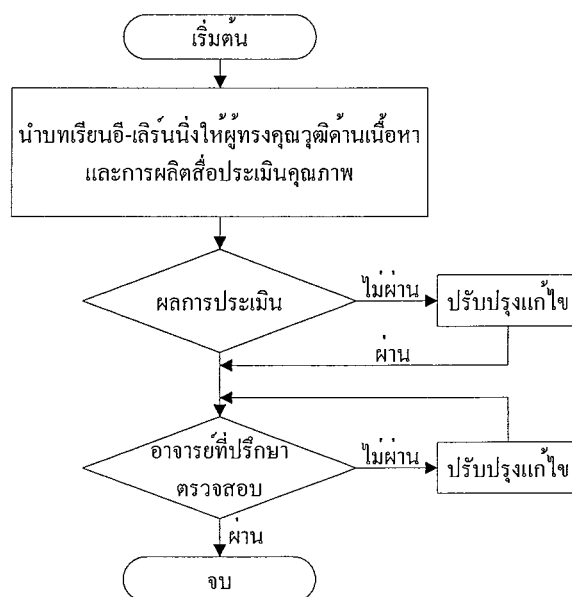 เริ่มต้น
นำบทเรียนอี-เลิร์นนิ่งให้ผู้ทรงคุณวุฒิด้านเนื้อหา
และการผลิตสื่อประเมินคุณภาพ
ผลการประเมิน
ไม่ผ่าน
ปรับปรุงแก้ไข
ผ่าน
อาจารย์ที่ปรึกษา
ตรวจสอบ
ไม่ผ่าน
ปรับปรุงแก้ไข
ผ่าน
จบ